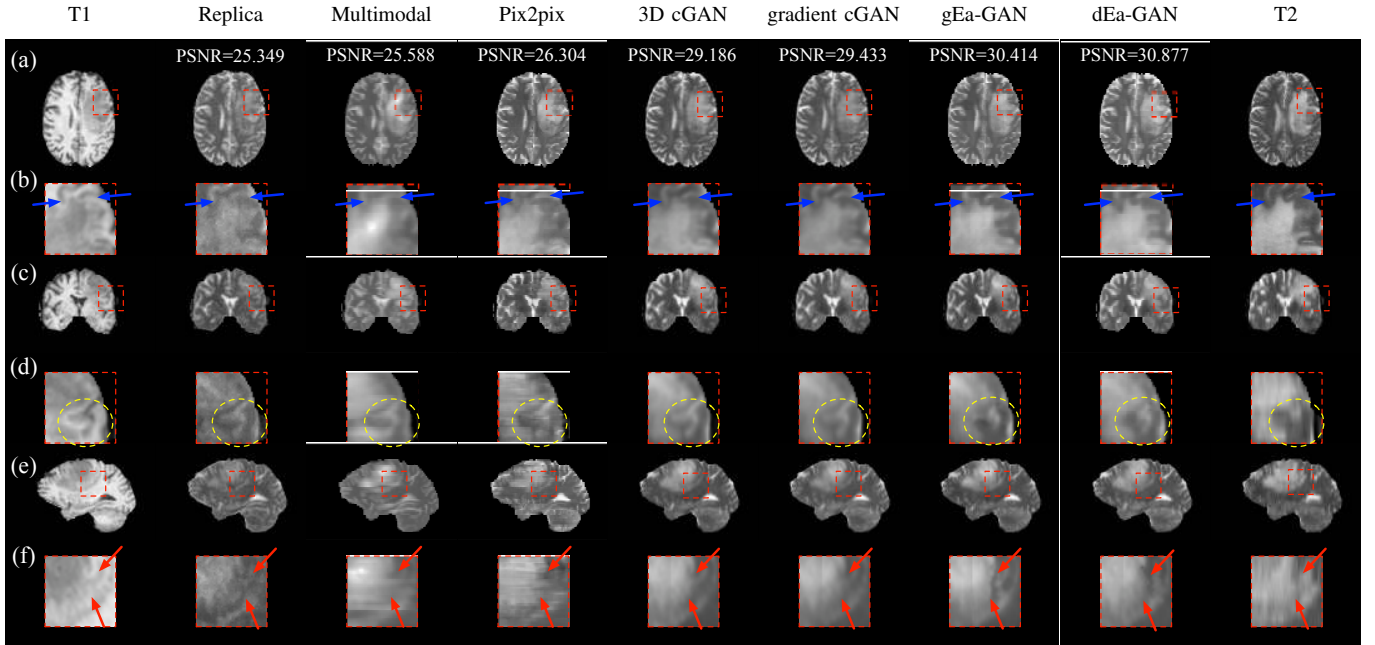 T1 Replica Multimodal Pix2pix 3D cGAN gradient cGAN gEa-GAN dEa-GAN T2
(a) PSNR=25.349 PSNR=25.588 PSNR=26.304 PSNR=29.186 PSNR=29.433 PSNR=30.414 PSNR=30.877
(b)
(c)
(d)
(e)
(f)